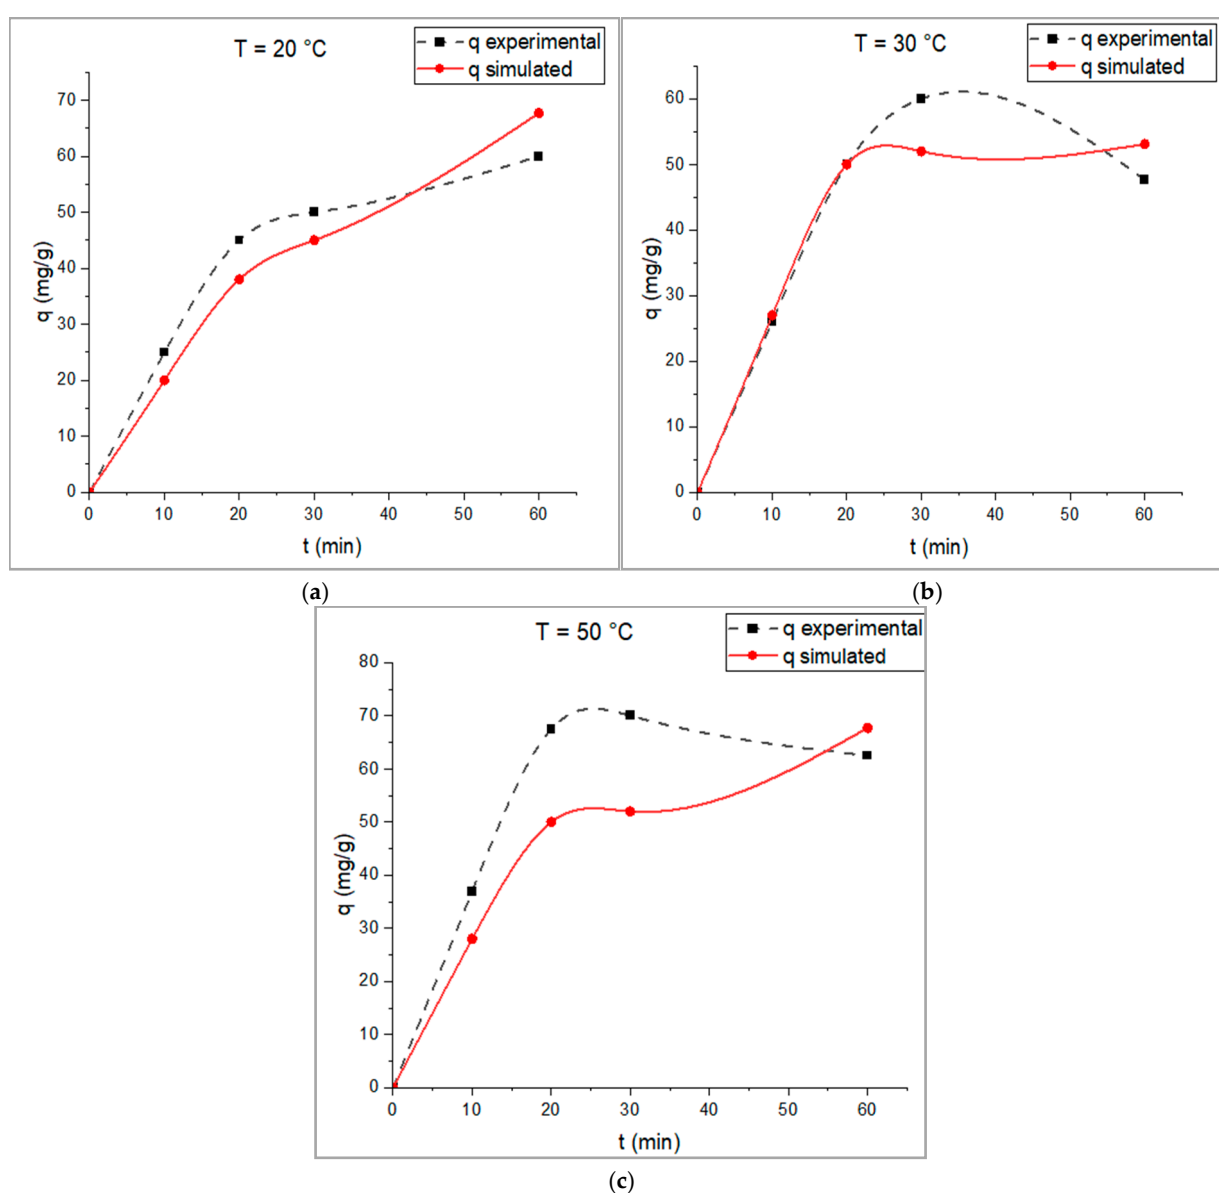 T = 20 °C
q experimental
q simulated
70
60
50
40
30
20
10
0
q (mg/g)
0 10 20 30 40 50 60
t (min)
(a)
T = 30 °C
q experimental
q simulated
60
50
40
30
20
10
0
q (mg/g)
0 10 20 30 40 50 60
t (min)
(b)
T = 50 °C
q experimental
q simulated
80
70
60
50
40
30
20
10
0
q (mg/g)
0 10 20 30 40 50 60
t (min)
(c)